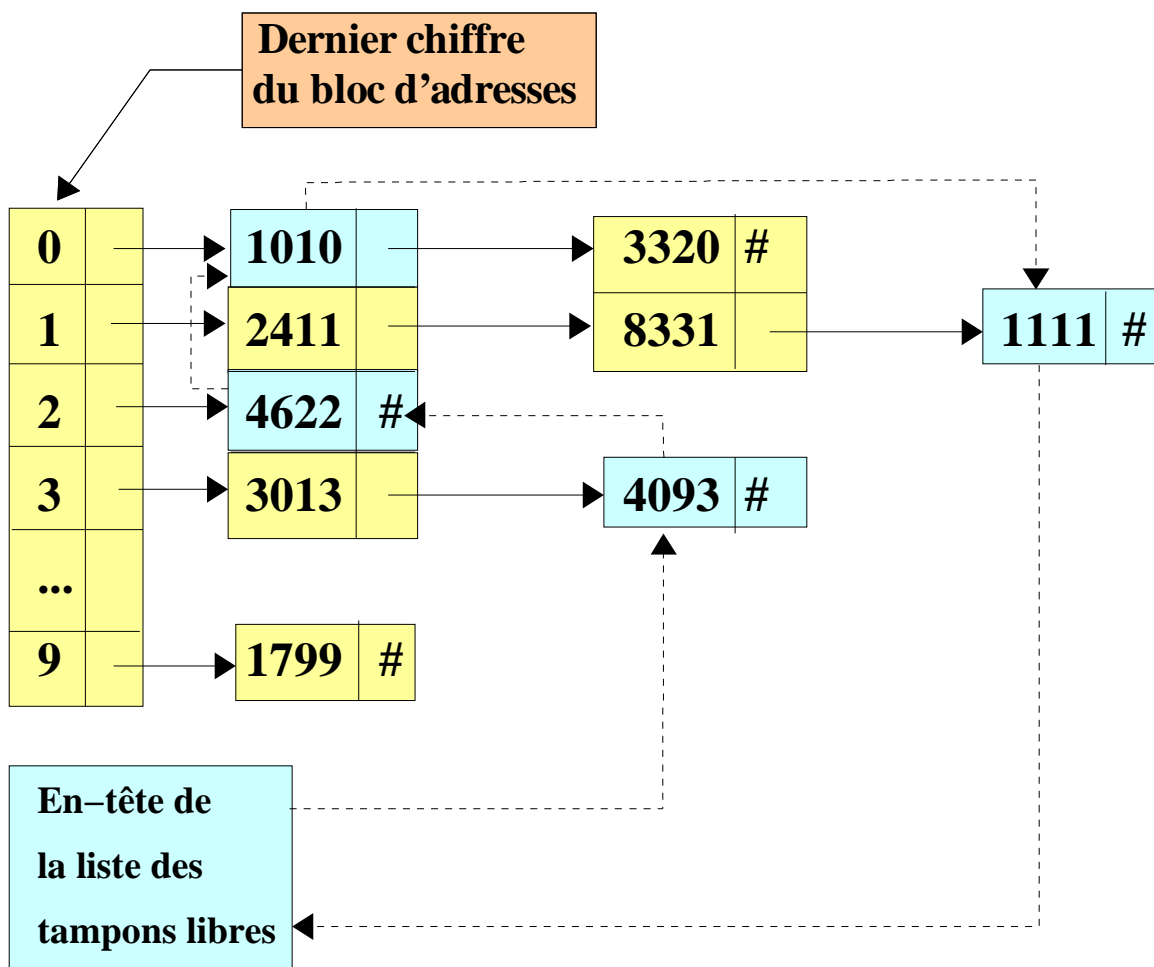 Dernier chiffre
du bloc d’adresses
0 1010 3320 #
1 2411 8331 1111 #
2 4622 #
3 3013 4093 #
...
9 1799 #
En−tête de
la liste des
tampons libres